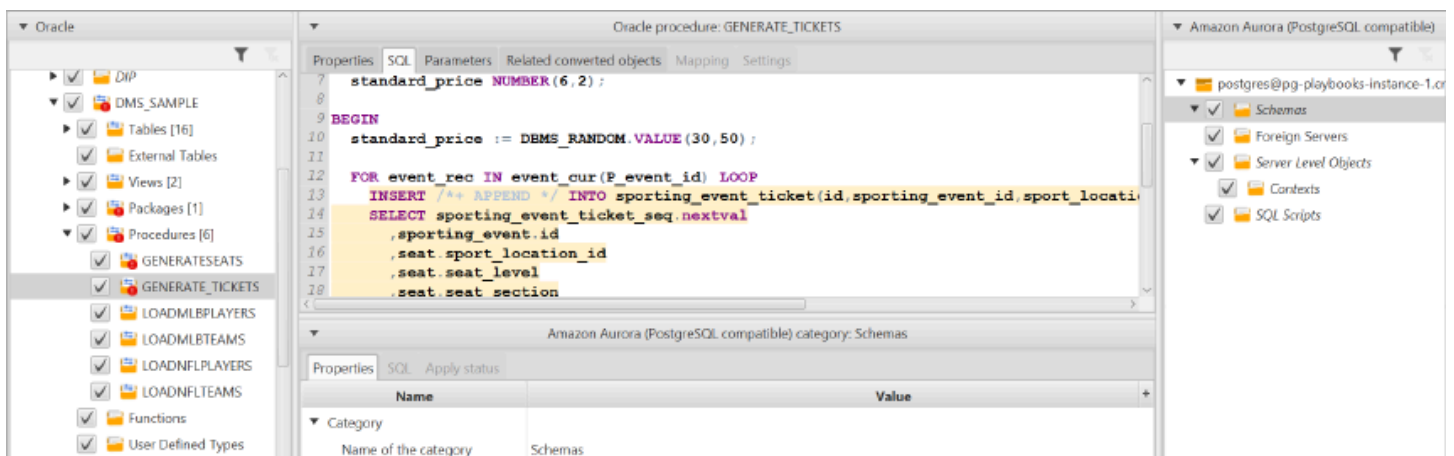 Oracle
DIP
DMS_SAMPLE
Tables [16]
External Tables
Views [2]
Packages [1]
Procedures [6]
GENERATESEATS
GENERATE_TICKETS
LOADMLBPLAYERS
LOADMLBTEAMS
LOADNFLPLAYERS
LOADNFLTEAMS
Functions
User Defined Types
Oracle procedure: GENERATE_TICKETS
Properties SQL Parameters Related converted objects Mapping Settings
7 standard_price NUMBER(6,2);
8
9 BEGIN
10 standard_price := DBMS_RANDOM.VALUE(30,50);
11
12 FOR event_rec IN event_cur(P_event_id) LOOP
13 INSERT /*+ APPEND */ INTO sporting_event_ticket(id,sporting_event_id,sport_locati
14 SELECT sporting_event_ticket_seq.nextval
15 ,sporting_event.id
16 ,seat.sport_location_id
17 ,seat.seat_level
18 ,seat.seat_section
Amazon Aurora (PostgreSQL compatible) category: Schemas
Properties SQL Apply status
Name Value +
Category
Name of the category Schemas
Amazon Aurora (PostgreSQL compatible)
postgres@pg-playbooks-instance-1.cr
Schemas
Foreign Servers
Server Level Objects
Contexts
SQL Scripts